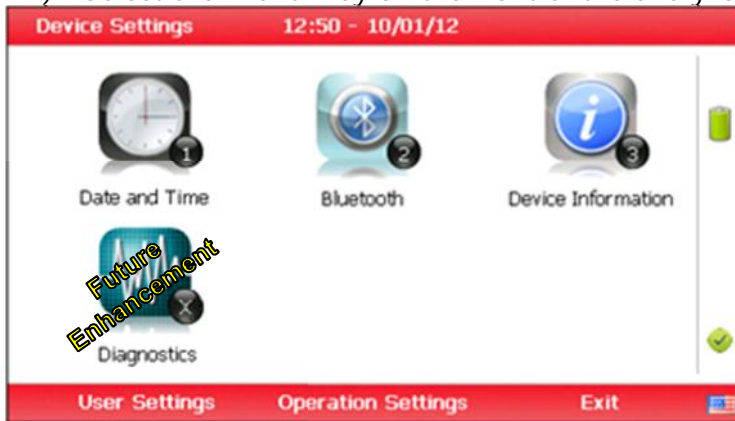 Device Settings 12:50 - 10/01/12
1 2 3
Date and Time Bluetooth Device Information
Future
Enhancement
X
Diagnostics
User Settings Operation Settings Exit